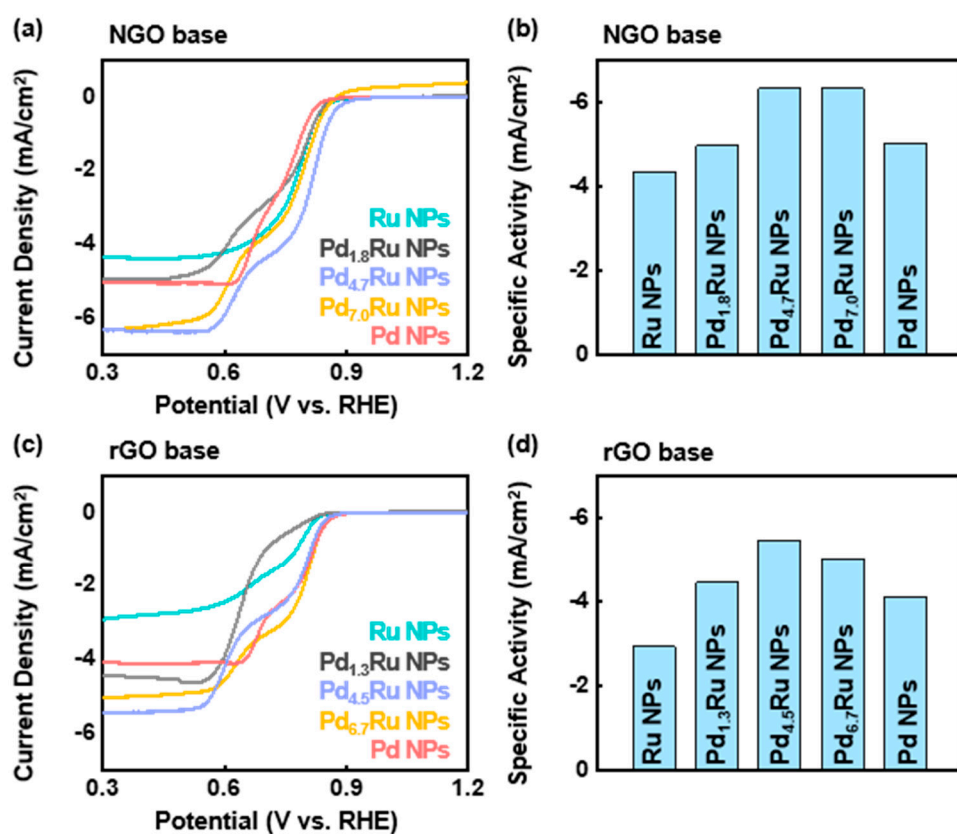 (a) NGO base
Current Density (mA/cm²)
0
-2
-4
-6
Ru NPs
Pd₁.₈Ru NPs
Pd₄.₇Ru NPs
Pd₇.₀Ru NPs
Pd NPs
0.3 0.6 0.9 1.2
Potential (V vs. RHE)
(b) NGO base
Specific Activity (mA/cm²)
-6
-4
-2
0
Ru NPs
Pd₁.₈Ru NPs
Pd₄.₇Ru NPs
Pd₇.₀Ru NPs
Pd NPs
(c) rGO base
Current Density (mA/cm²)
0
-2
-4
-6
Ru NPs
Pd₁.₃Ru NPs
Pd₄.₅Ru NPs
Pd₆.₇Ru NPs
Pd NPs
0.3 0.6 0.9 1.2
Potential (V vs. RHE)
(d) rGO base
Specific Activity (mA/cm²)
-6
-4
-2
0
Ru NPs
Pd₁.₃Ru NPs
Pd₄.₅Ru NPs
Pd₆.₇Ru NPs
Pd NPs